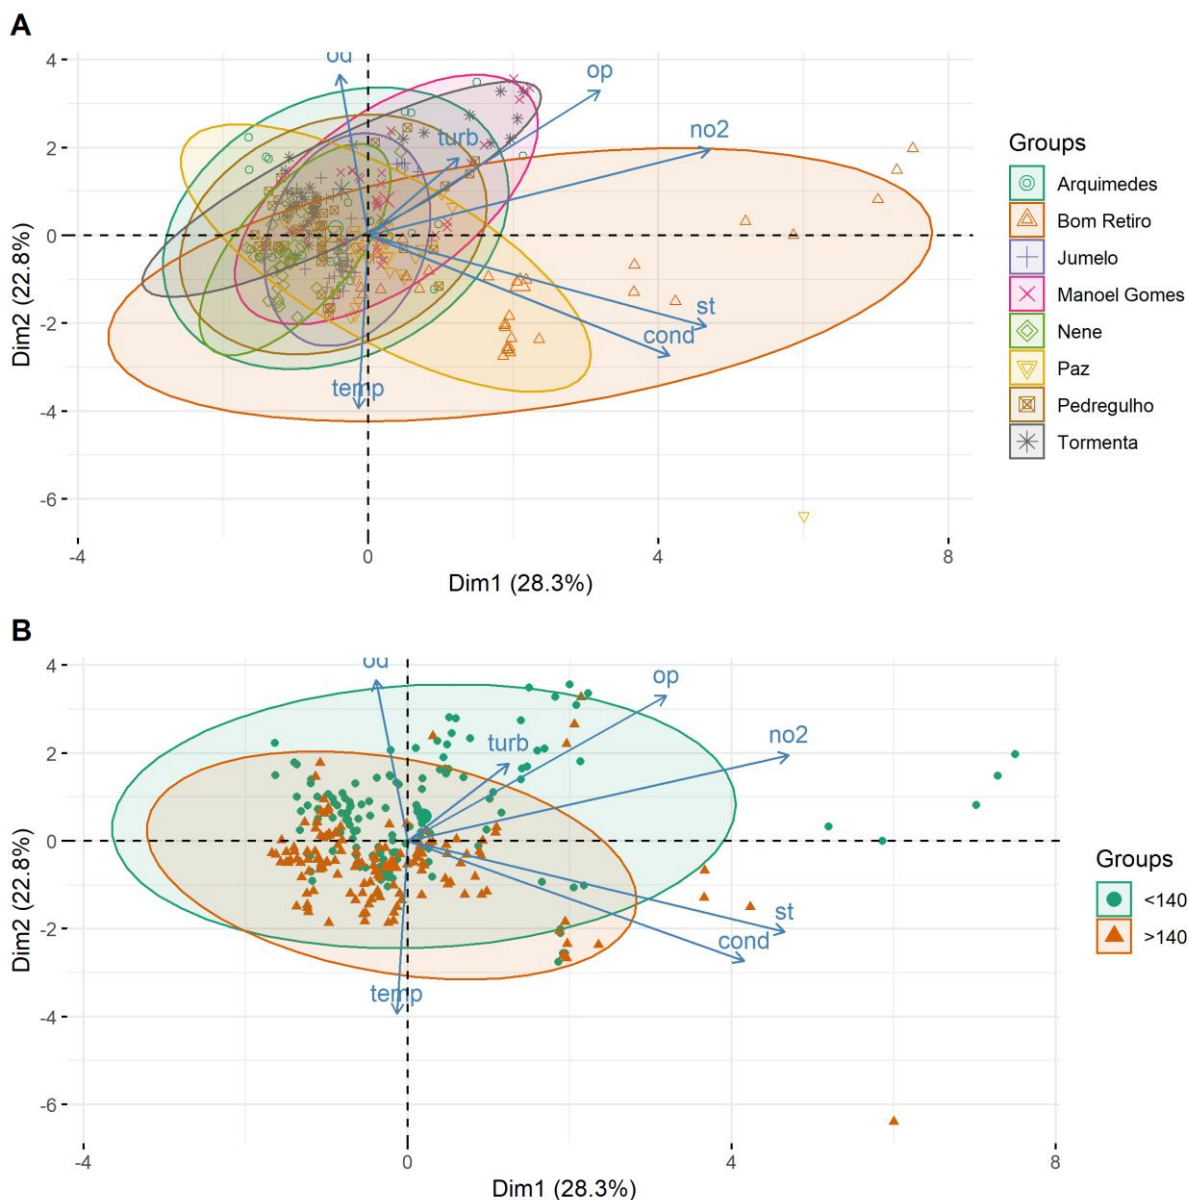 A
4
2
0
-2
-4
-6
Dim2 (22.8%)
od
op
turb
no2
st
cond
temp
-4
0
4
8
Dim1 (28.3%)
Groups
Arquimedes
Bom Retiro
Jumelo
Manoel Gomes
Nene
Paz
Pedregulho
Tormenta
B
4
2
0
-2
-4
-6
Dim2 (22.8%)
od
op
turb
no2
st
cond
temp
-4
0
4
8
Dim1 (28.3%)
Groups
<140
>140